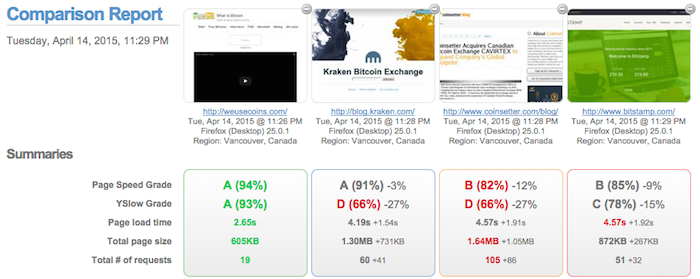 Comparison Report
Tuesday, April 14, 2015, 11:29 PM
What is Bitcoin
Kraken Bitcoin Exchange
coinsetter blog
Coinsetter Acquires Canadian
Bitcoin Exchange CAVIRTEX
Footprint
STAMP
Welcome to Bitstamp
http://weusecoins.com/
Tue, Apr 14, 2015 @ 11:26 PM
Firefox (Desktop) 25.0.1
Region: Vancouver, Canada
http://blog.kraken.com/
Tue, Apr 14, 2015 @ 11:28 PM
Firefox (Desktop) 25.0.1
Region: Vancouver, Canada
http://www.coinsetter.com/blog/
Tue, Apr 14, 2015 @ 11:28 PM
Firefox (Desktop) 25.0.1
Region: Vancouver, Canada
http://www.bitstamp.com/
Tue, Apr 14, 2015 @ 11:29 PM
Firefox (Desktop) 25.0.1
Region: Vancouver, Canada
Summaries
Page Speed Grade A (94%) A (91%) -3% B (82%) -12% B (85%) -9%
YSlow Grade A (93%) D (66%) -27% D (66%) -27% C (78%) -15%
Page load time 2.65s 4.19s +1.54s 4.57s +1.91s 4.57s +1.92s
Total page size 605KB 1.30MB +731KB 1.64MB +1.05MB 872KB +267KB
Total # of requests 19 60 +41 105 +86 51 +32